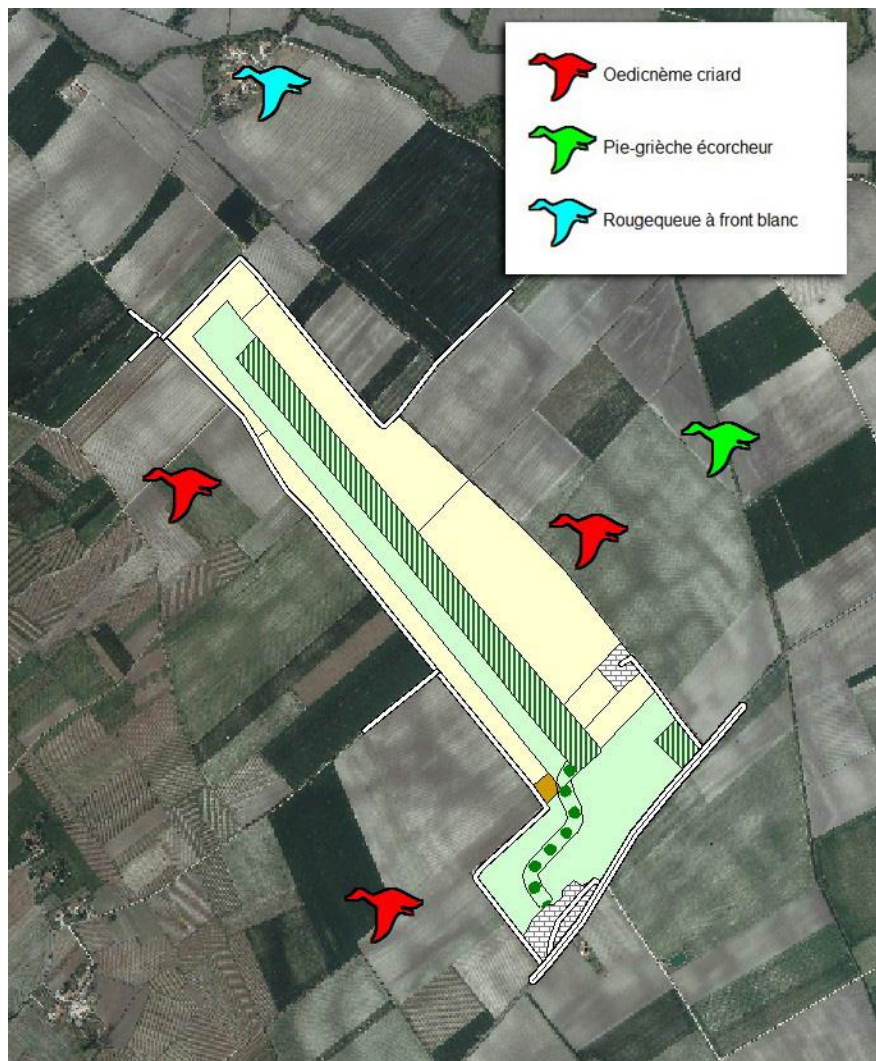 Oedicnème criard
Pie-grièche écorcheur
Rougequeue à front blanc